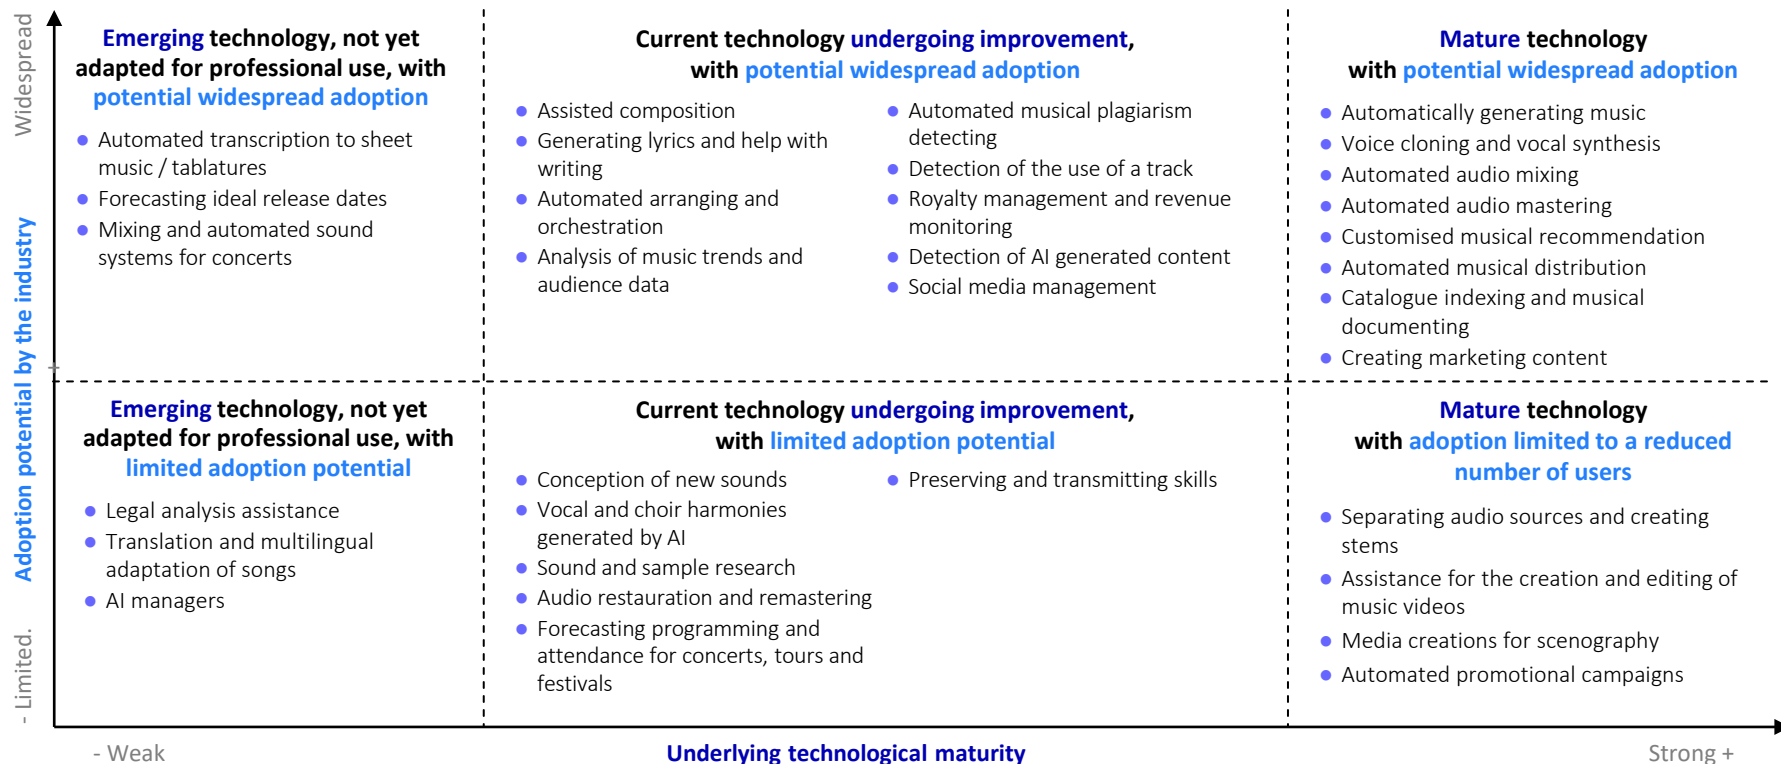 Widespread
+
Adoption potential by the industry
- Limited.
Emerging technology, not yet
adapted for professional use, with
potential widespread adoption
Automated transcription to sheet
music / tablatures
Forecasting ideal release dates
Mixing and automated sound
systems for concerts
Current technology undergoing improvement,
with potential widespread adoption
Assisted composition
Generating lyrics and help with
writing
Automated arranging and
orchestration
Analysis of music trends and
audience data
Automated musical plagiarism
detecting
Detection of the use of a track
Royalty management and revenue
monitoring
Detection of AI generated content
Social media management
Mature technology
with potential widespread adoption
Automatically generating music
Voice cloning and vocal synthesis
Automated audio mixing
Automated audio mastering
Customised musical recommendation
Automated musical distribution
Catalogue indexing and musical
documenting
Creating marketing content
Emerging technology, not yet
adapted for professional use, with
limited adoption potential
Legal analysis assistance
Translation and multilingual
adaptation of songs
AI managers
Current technology undergoing improvement,
with limited adoption potential
Conception of new sounds
Vocal and choir harmonies
generated by AI
Sound and sample research
Audio restauration and remastering
Forecasting programming and
attendance for concerts, tours and
festivals
Preserving and transmitting skills
Mature technology
with adoption limited to a reduced
number of users
Separating audio sources and creating
stems
Assistance for the creation and editing of
music videos
Media creations for scenography
Automated promotional campaigns
- Weak
Underlying technological maturity
Strong +